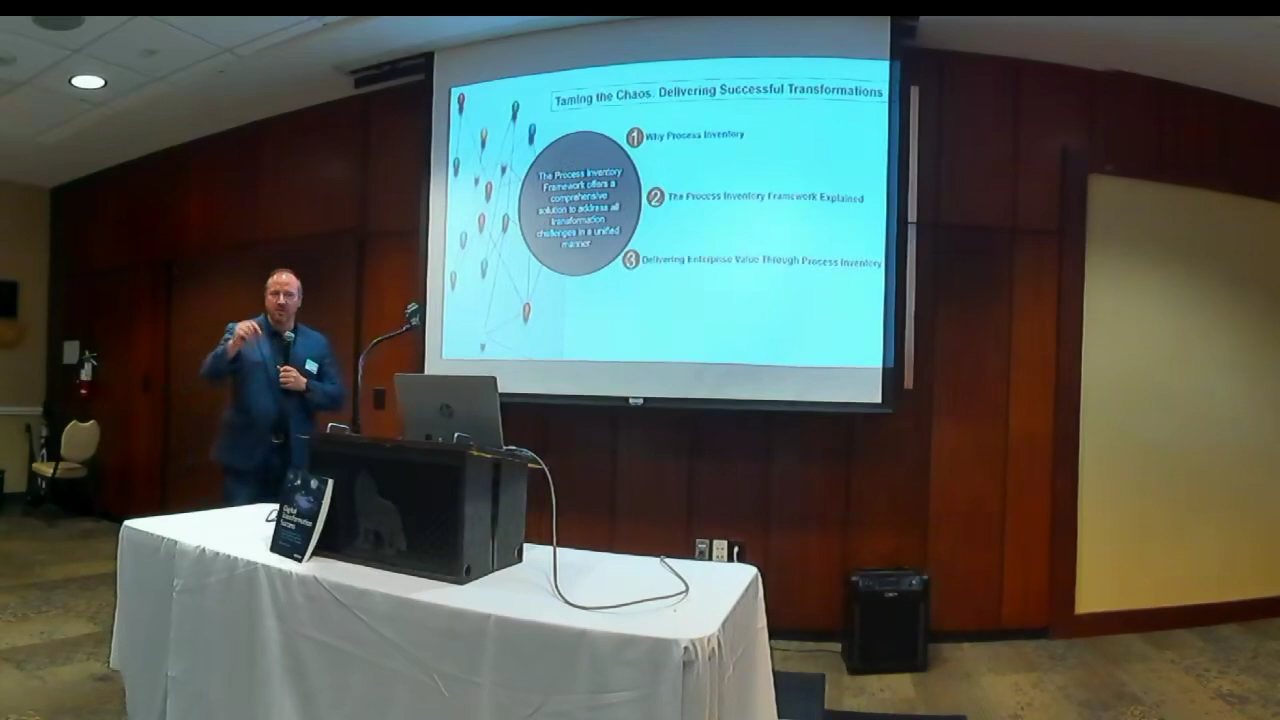 Taming the Chaos. Delivering Successful Transformations
1 Why Process Inventory
The Process Inventory
Framework offers a
comprehensive
solution to address all
transformation
challenges in a unified
manner.
2 The Process Inventory Framework Explained
3 Delivering Enterprise Value Through Process Inventory
hp
Digital
Transformation
Success